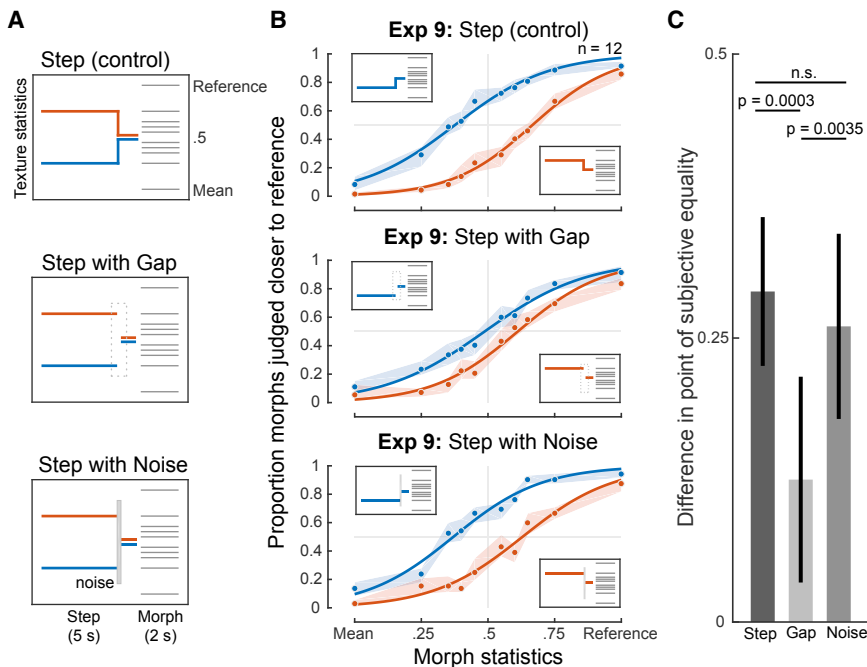 A
Step (control)
Texture statistics
Reference
.5
Mean
Step with Gap
Step with Noise
noise
Step
(5 s)
Morph
(2 s)
B
Exp 9: Step (control)
n = 12
Proportion morphs judged closer to reference
1
0.8
0.6
0.4
0.2
0
Exp 9: Step with Gap
1
0.8
0.6
0.4
0.2
0
Exp 9: Step with Noise
1
0.8
0.6
0.4
0.2
0
Mean
.25
.5
.75
Reference
Morph statistics
C
Difference in point of subjective equality
0.5
0.25
0
n.s.
p = 0.0003
p = 0.0035
Step
Gap
Noise